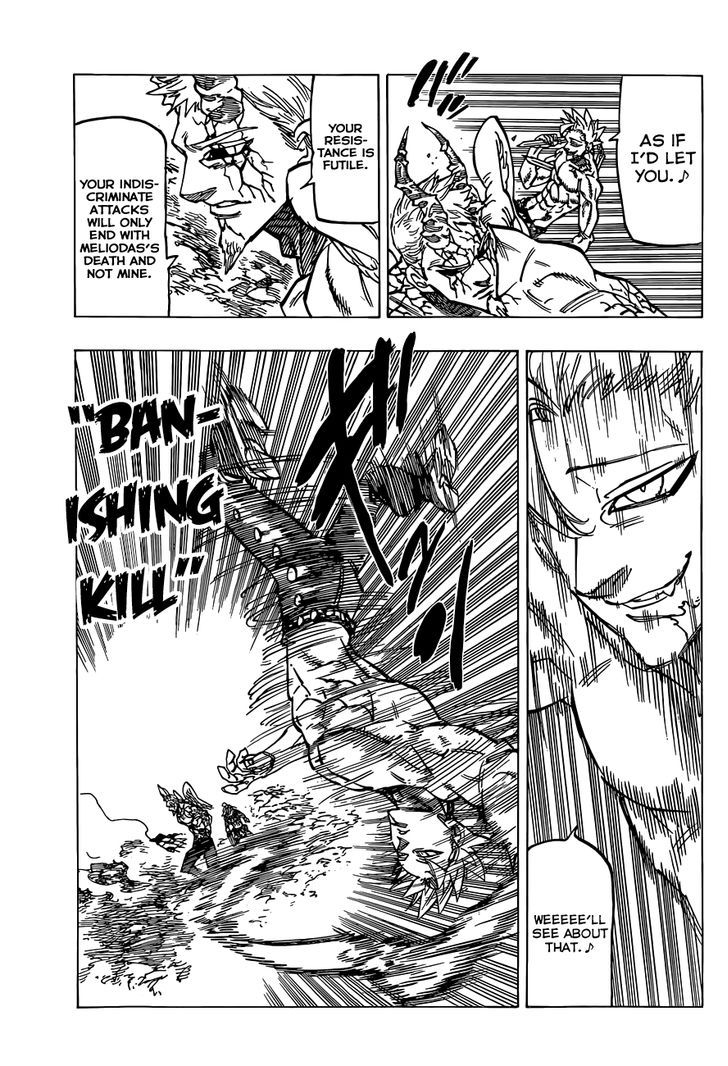 AS IF
I'D LET
YOU.♪
YOUR
RESIS-
TANCE IS
FUTILE.
YOUR INDIS-
CRIMINATE
ATTACKS
WILL ONLY
END WITH
MELIODAS'S
DEATH AND
NOT MINE.
WEEEEE'LL
SEE ABOUT
THAT.♪
"BAN-
ISHING
KILL"